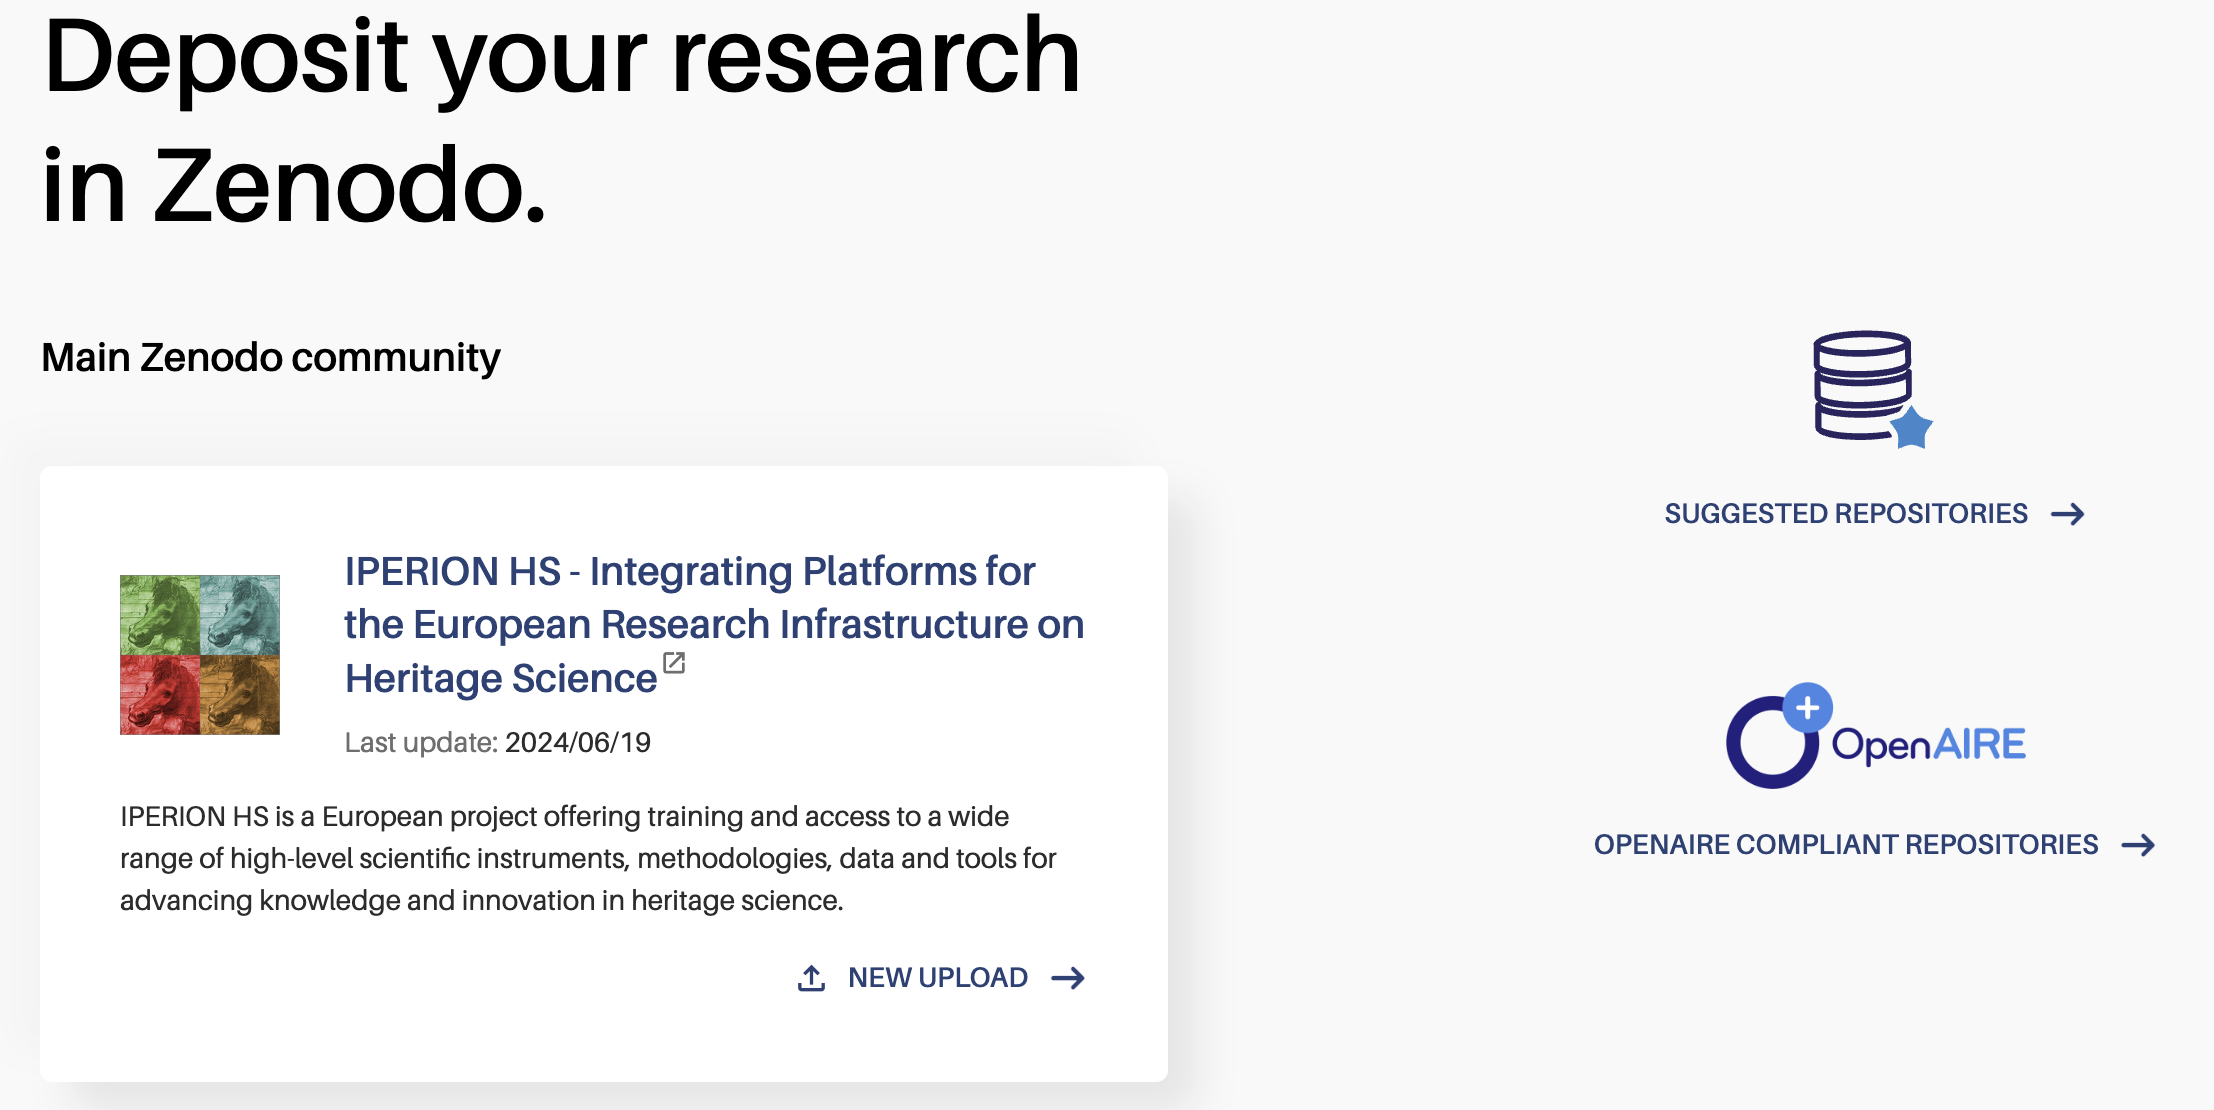 Deposit your research
in Zenodo.
Main Zenodo community
IPERION HS - Integrating Platforms for
the European Research Infrastructure on
Heritage Science
Last update: 2024/06/19
IPERION HS is a European project offering training and access to a wide
range of high-level scientific instruments, methodologies, data and tools for
advancing knowledge and innovation in heritage science.
NEW UPLOAD
SUGGESTED REPOSITORIES
OpenAIRE
OPENAIRE COMPLIANT REPOSITORIES